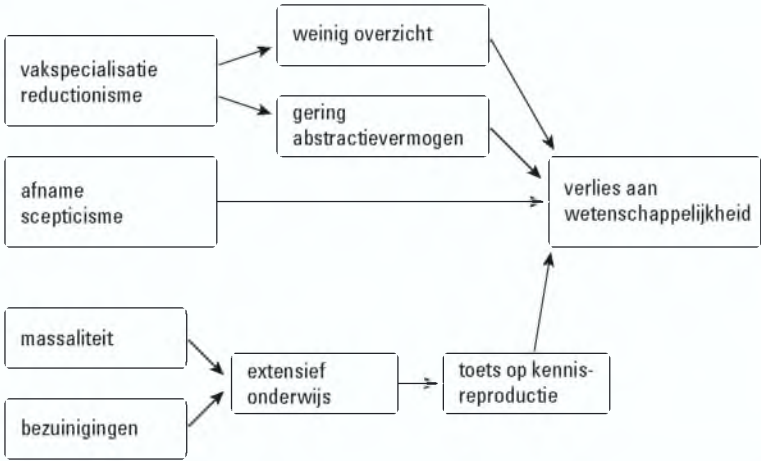 weinig overzicht
vakspecialisatie
reductionisme
gering
abstractievermogen
afname
scepticisme
verlies aan
wetenschappelijkheid
massaliteit
extensief
onderwijs
toets op kennis-
reproductie
bezuinigingen